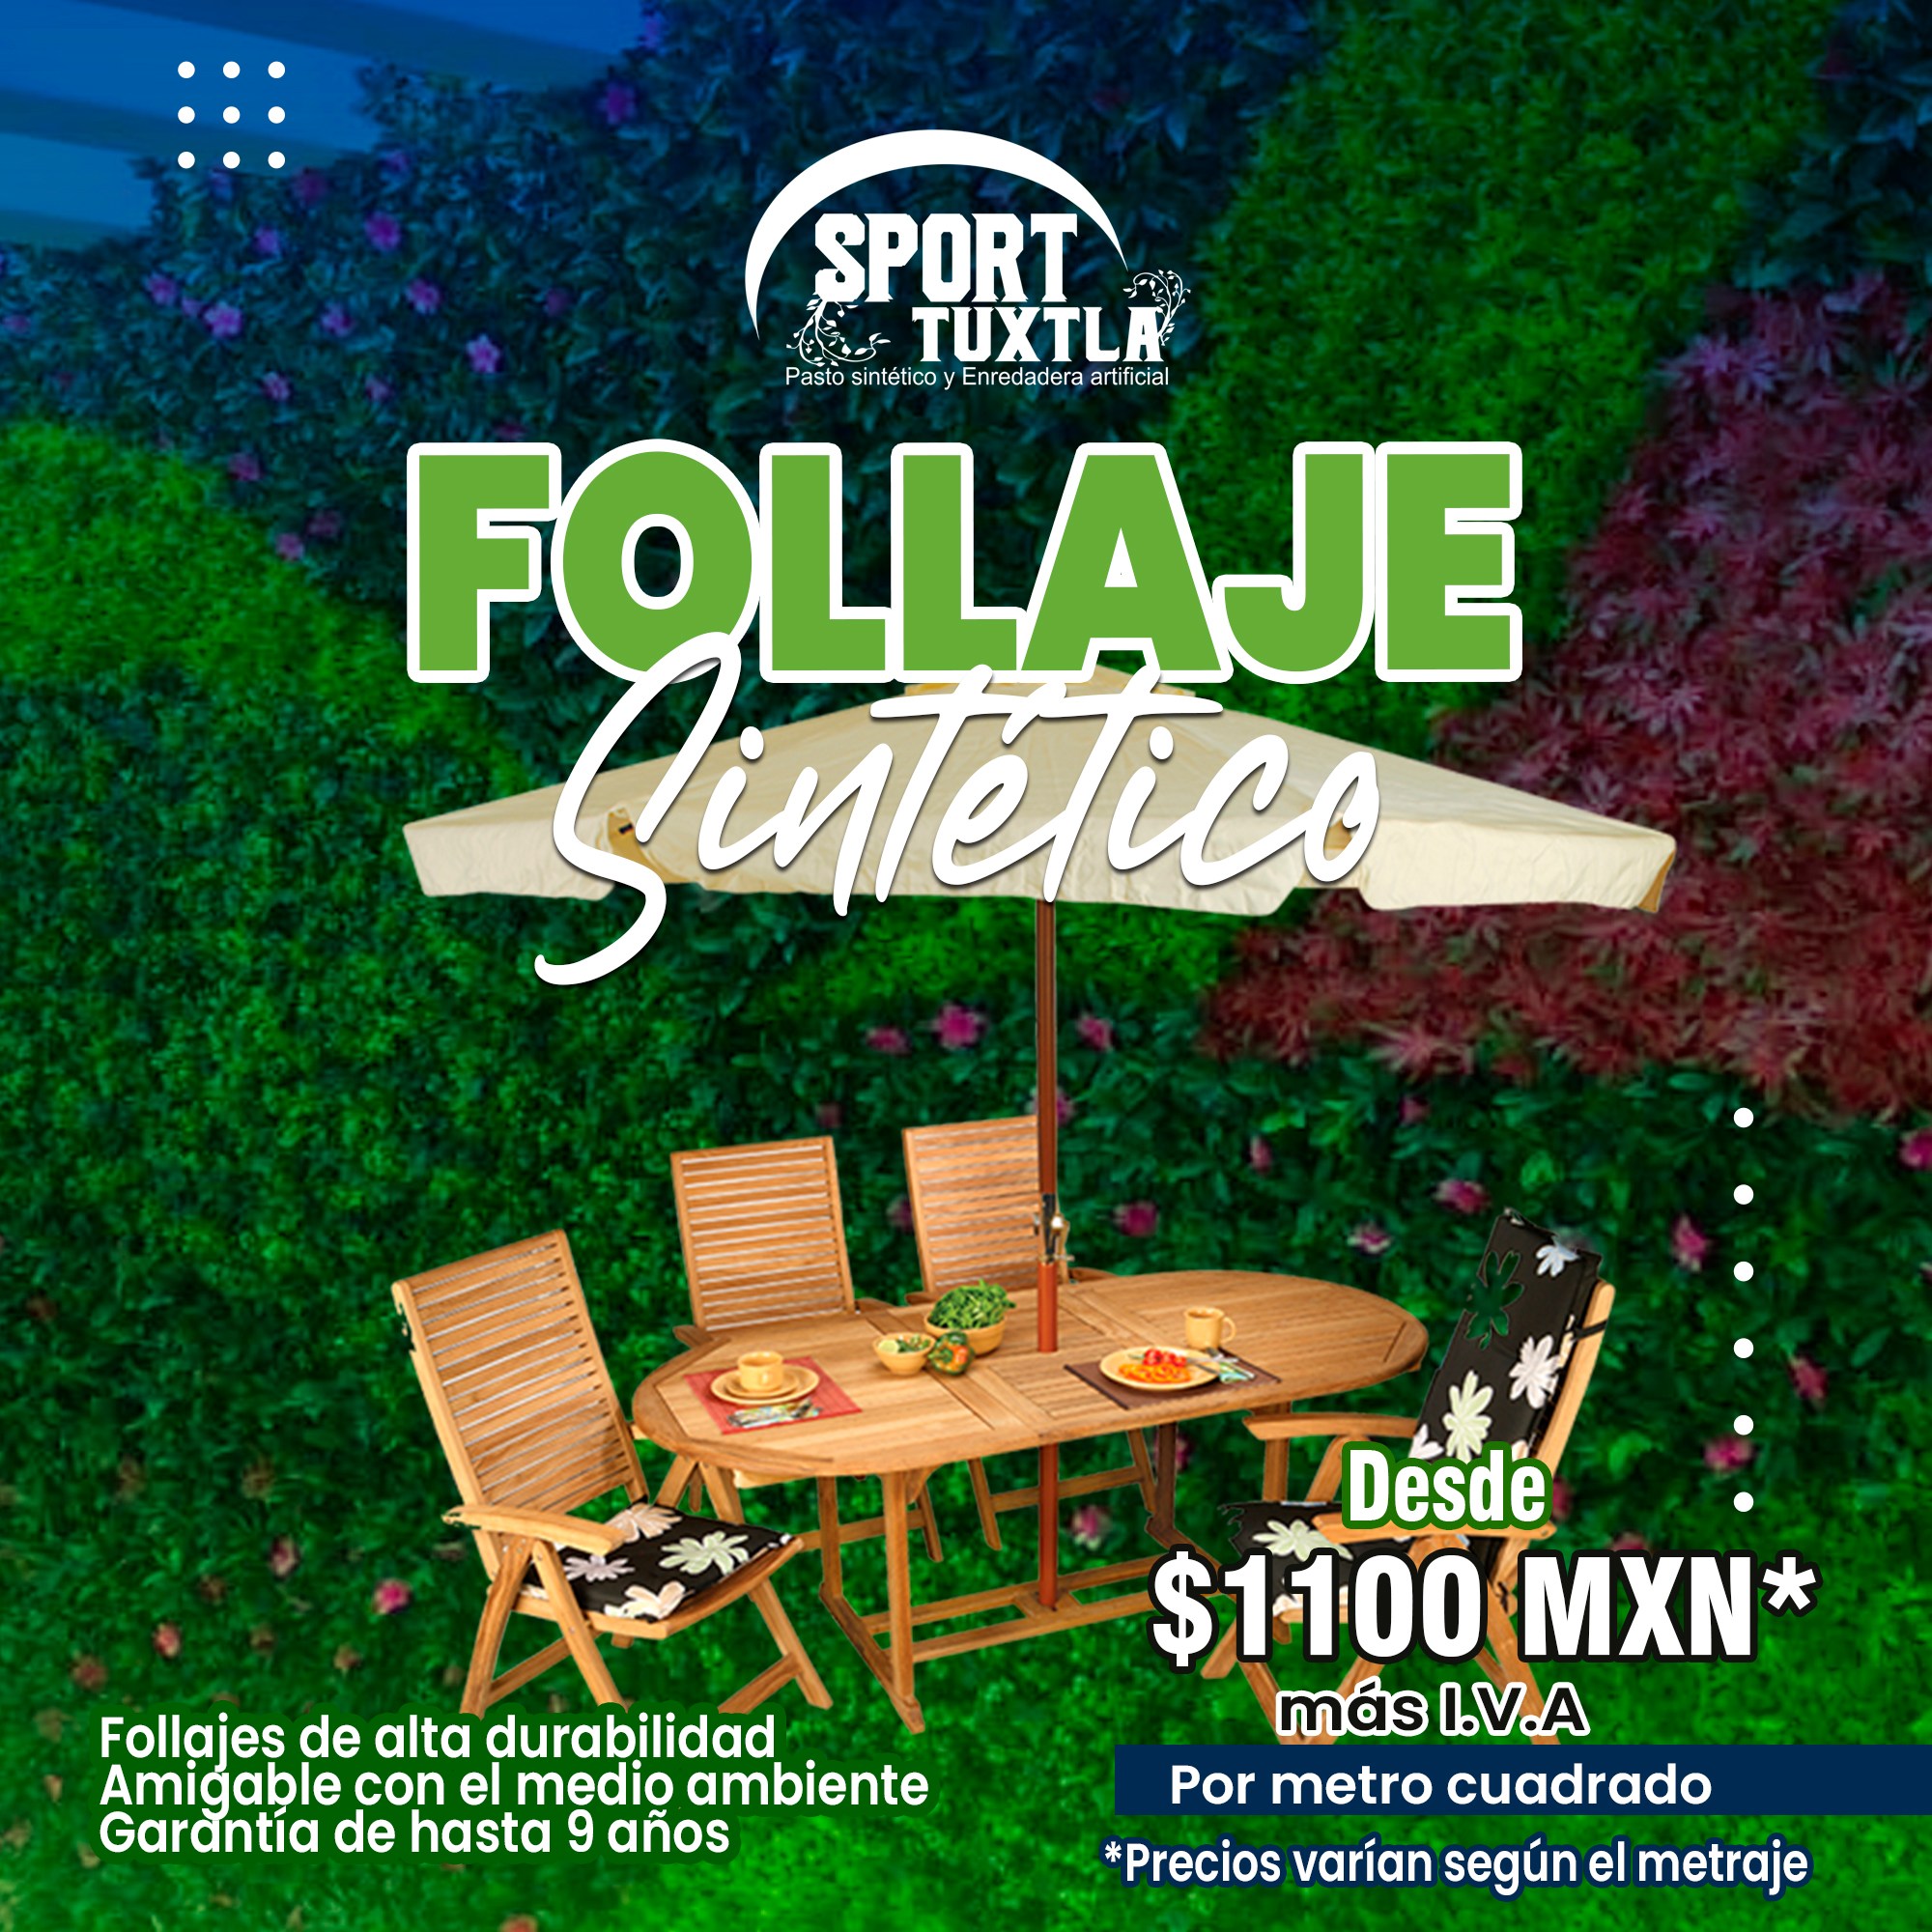 SPORT
TUXTLA
Pasto sintético y Enredadera artificial
FOLLAJE
Sintético
Desde
$1100 MXN*
más I.V.A
Por metro cuadrado
*Precios varían según el metraje
Follajes de alta durabilidad
Amigable con el medio ambiente
Garantía de hasta 9 años